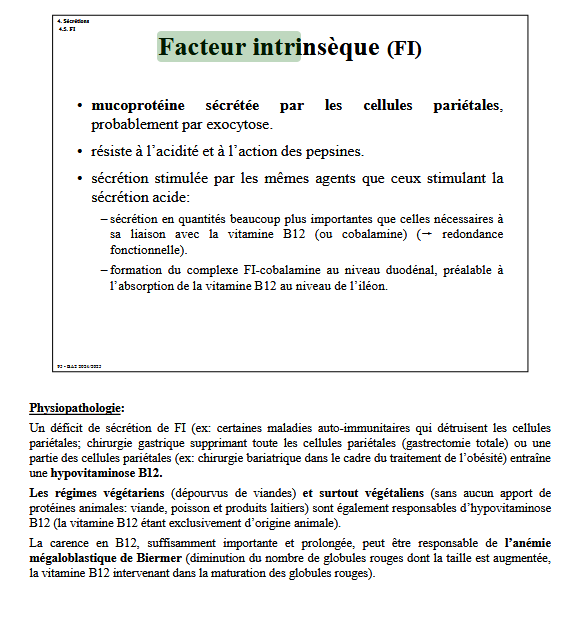 4. Sécrétions
4.5. FI
Facteur intrinsèque (FI)
• mucoprotéine sécrétée par les cellules pariétales,
probablement par exocytose.
• résiste à l’acidité et à l’action des pepsines.
• sécrétion stimulée par les mêmes agents que ceux stimulant la
sécrétion acide:
– sécrétion en quantités beaucoup plus importantes que celles nécessaires à
sa liaison avec la vitamine B12 (ou cobalamine) (→ redondance
fonctionnelle).
– formation du complexe FI-cobalamine au niveau duodénal, préalable à
l’absorption de la vitamine B12 au niveau de l’iléon.
2024/2025
Physiopathologie:
Un déficit de sécrétion de FI (ex: certaines maladies auto-immunitaires qui détruisent les cellules
pariétales; chirurgie gastrique supprimant toute les cellules pariétales (gastrectomie totale) ou une
partie des cellules pariétales (ex: chirurgie bariatrique dans le cadre du traitement de l’obésité) entraîne
une hypovitaminose B12.
Les régimes végétariens (dépourvus de viandes) et surtout végétaliens (sans aucun apport de
protéines animales: viande, poisson et produits laitiers) sont également responsables d’hypovitaminose
B12 (la vitamine B12 étant exclusivement d’origine animale).
La carence en B12, suffisamment importante et prolongée, peut être responsable de l’anémie
mégaloblastique de Biermer (diminution du nombre de globules rouges dont la taille est augmentée,
la vitamine B12 intervenant dans la maturation des globules rouges).